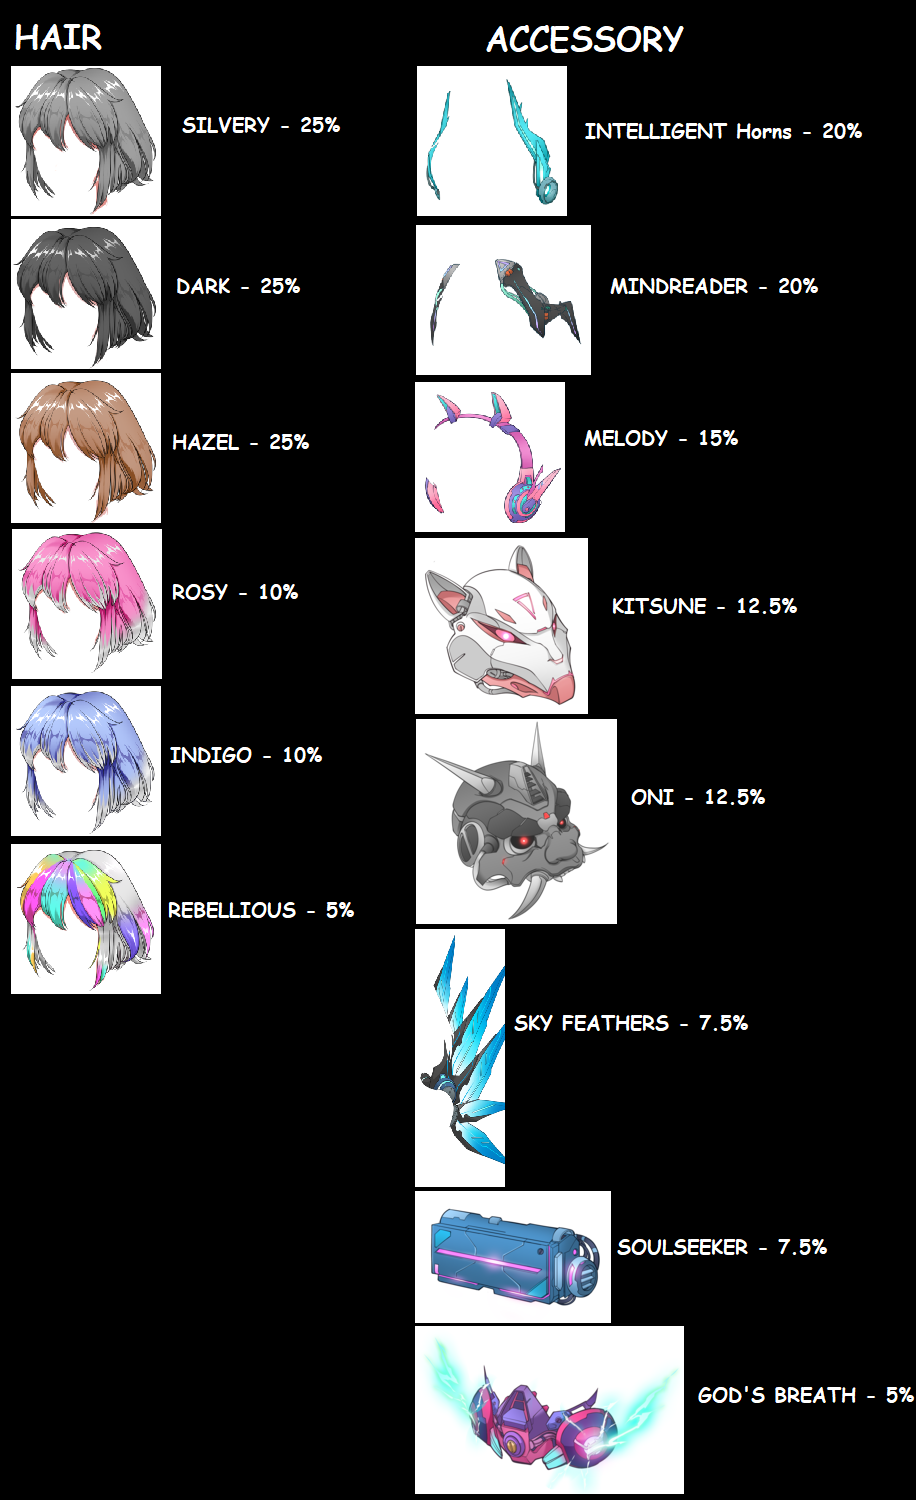 HAIR
SILVERY - 25%
DARK - 25%
HAZEL - 25%
ROSY - 10%
INDIGO - 10%
REBELLIOUS - 5%
ACCESSORY
INTELLIGENT Horns - 20%
MINDREADER - 20%
MELODY - 15%
KITSUNE - 12.5%
ONI - 12.5%
SKY FEATHERS - 7.5%
SOULSEEKER - 7.5%
GOD'S BREATH - 5%